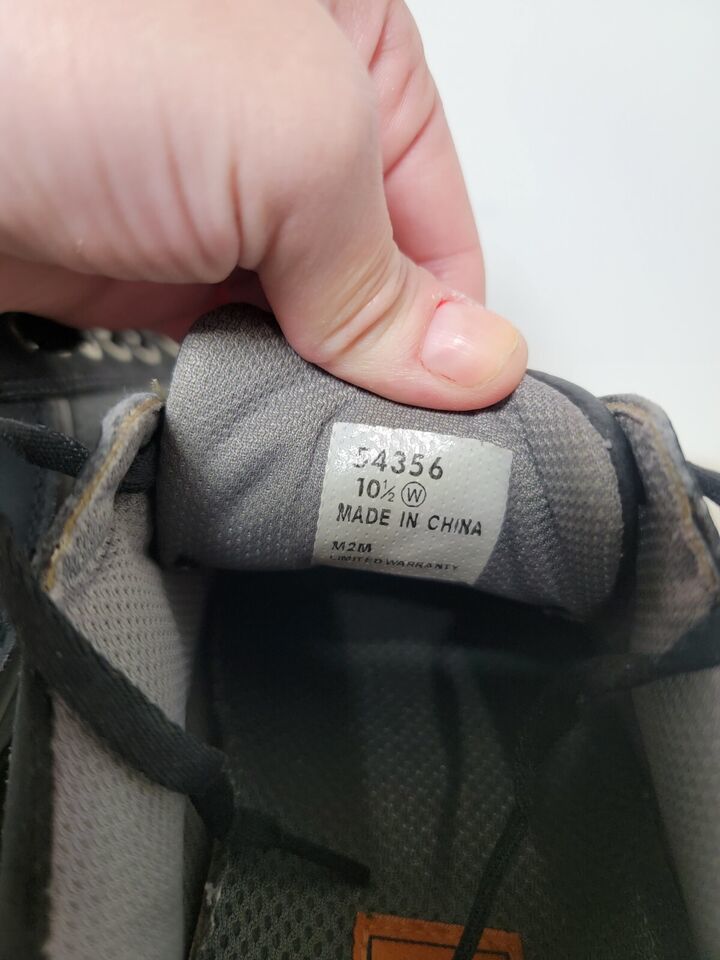 54356
10½ Ⓦ
MADE IN CHINA
M2M
LIMITED WARRANTY